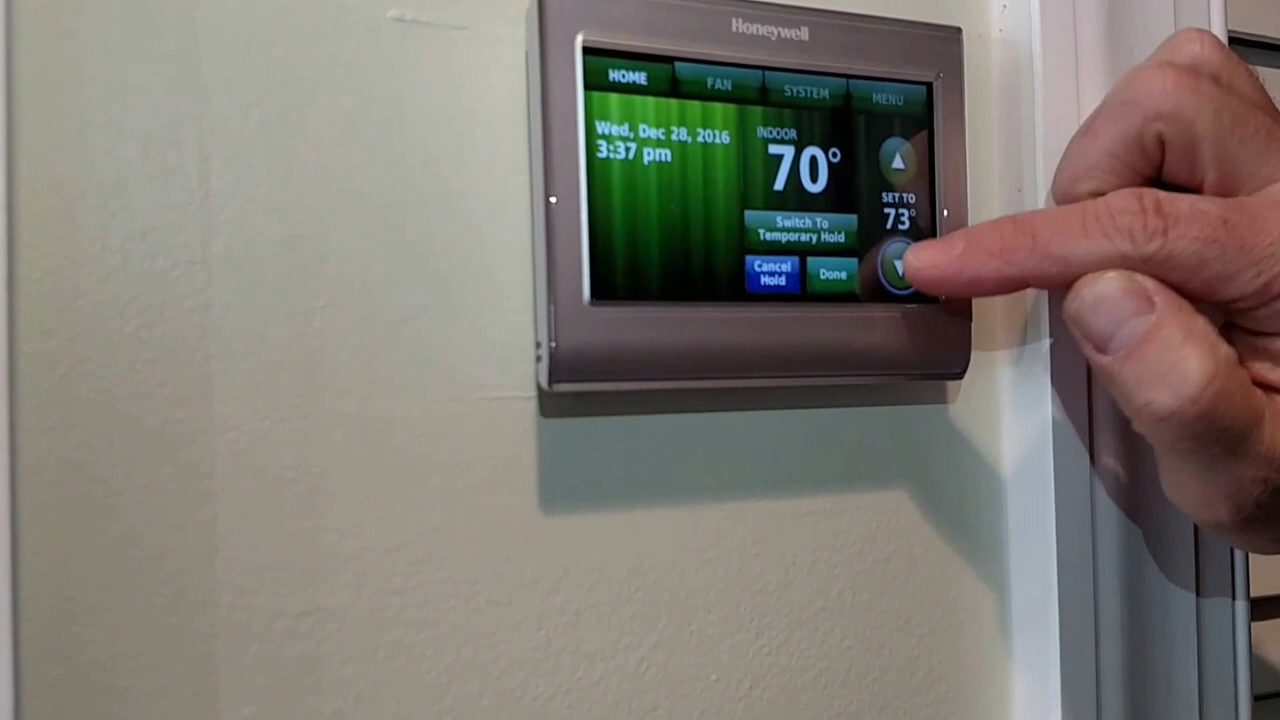 Honeywell
HOME
FAN
SYSTEM
MENU
Wed, Dec 28, 2016
3:37 pm
INDOOR
70°
SET TO
73°
Switch To
Temporary Hold
Cancel
Hold
Done